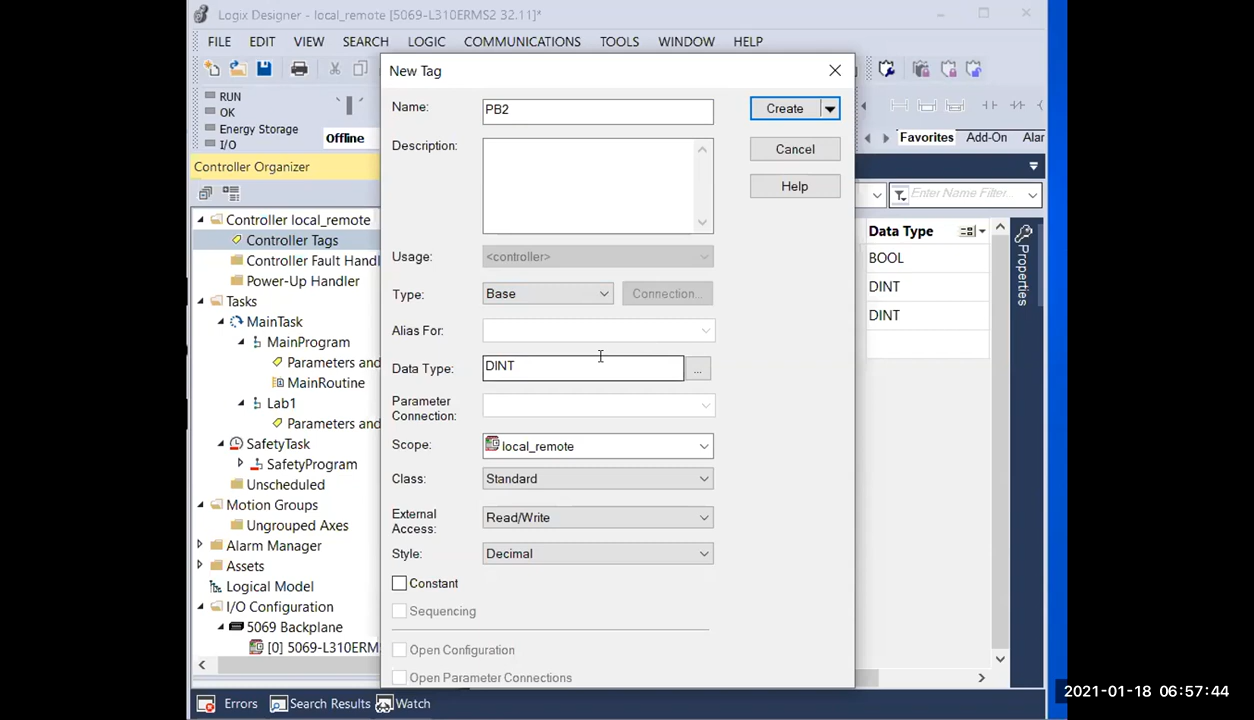 Logix Designer - local_remote [5069-L310ERMS2 32.11]*
FILE EDIT VIEW SEARCH LOGIC COMMUNICATIONS TOOLS WINDOW HELP
RUN
OK
Energy Storage
I/O
Offline
Favorites Add-On Alar
Controller Organizer
Enter Name Filter...
Controller local_remote
Controller Tags
Controller Fault Handl
Power-Up Handler
Tasks
MainTask
MainProgram
Parameters and
MainRoutine
Lab1
Parameters and
SafetyTask
SafetyProgram
Unscheduled
Motion Groups
Ungrouped Axes
Alarm Manager
Assets
Logical Model
I/O Configuration
5069 Backplane
[0] 5069-L310ERMS
New Tag
Name: PB2
Create
Description:
Cancel
Help
Usage: <controller>
Type: Base Connection...
Alias For:
Data Type: DINT ...
Parameter
Connection:
Scope: local_remote
Class: Standard
External
Access: Read/Write
Style: Decimal
Constant
Sequencing
Open Configuration
Open Parameter Connections
Data Type
BOOL
DINT
DINT
Properties
Errors Search Results Watch
2021-01-18 06:57:44